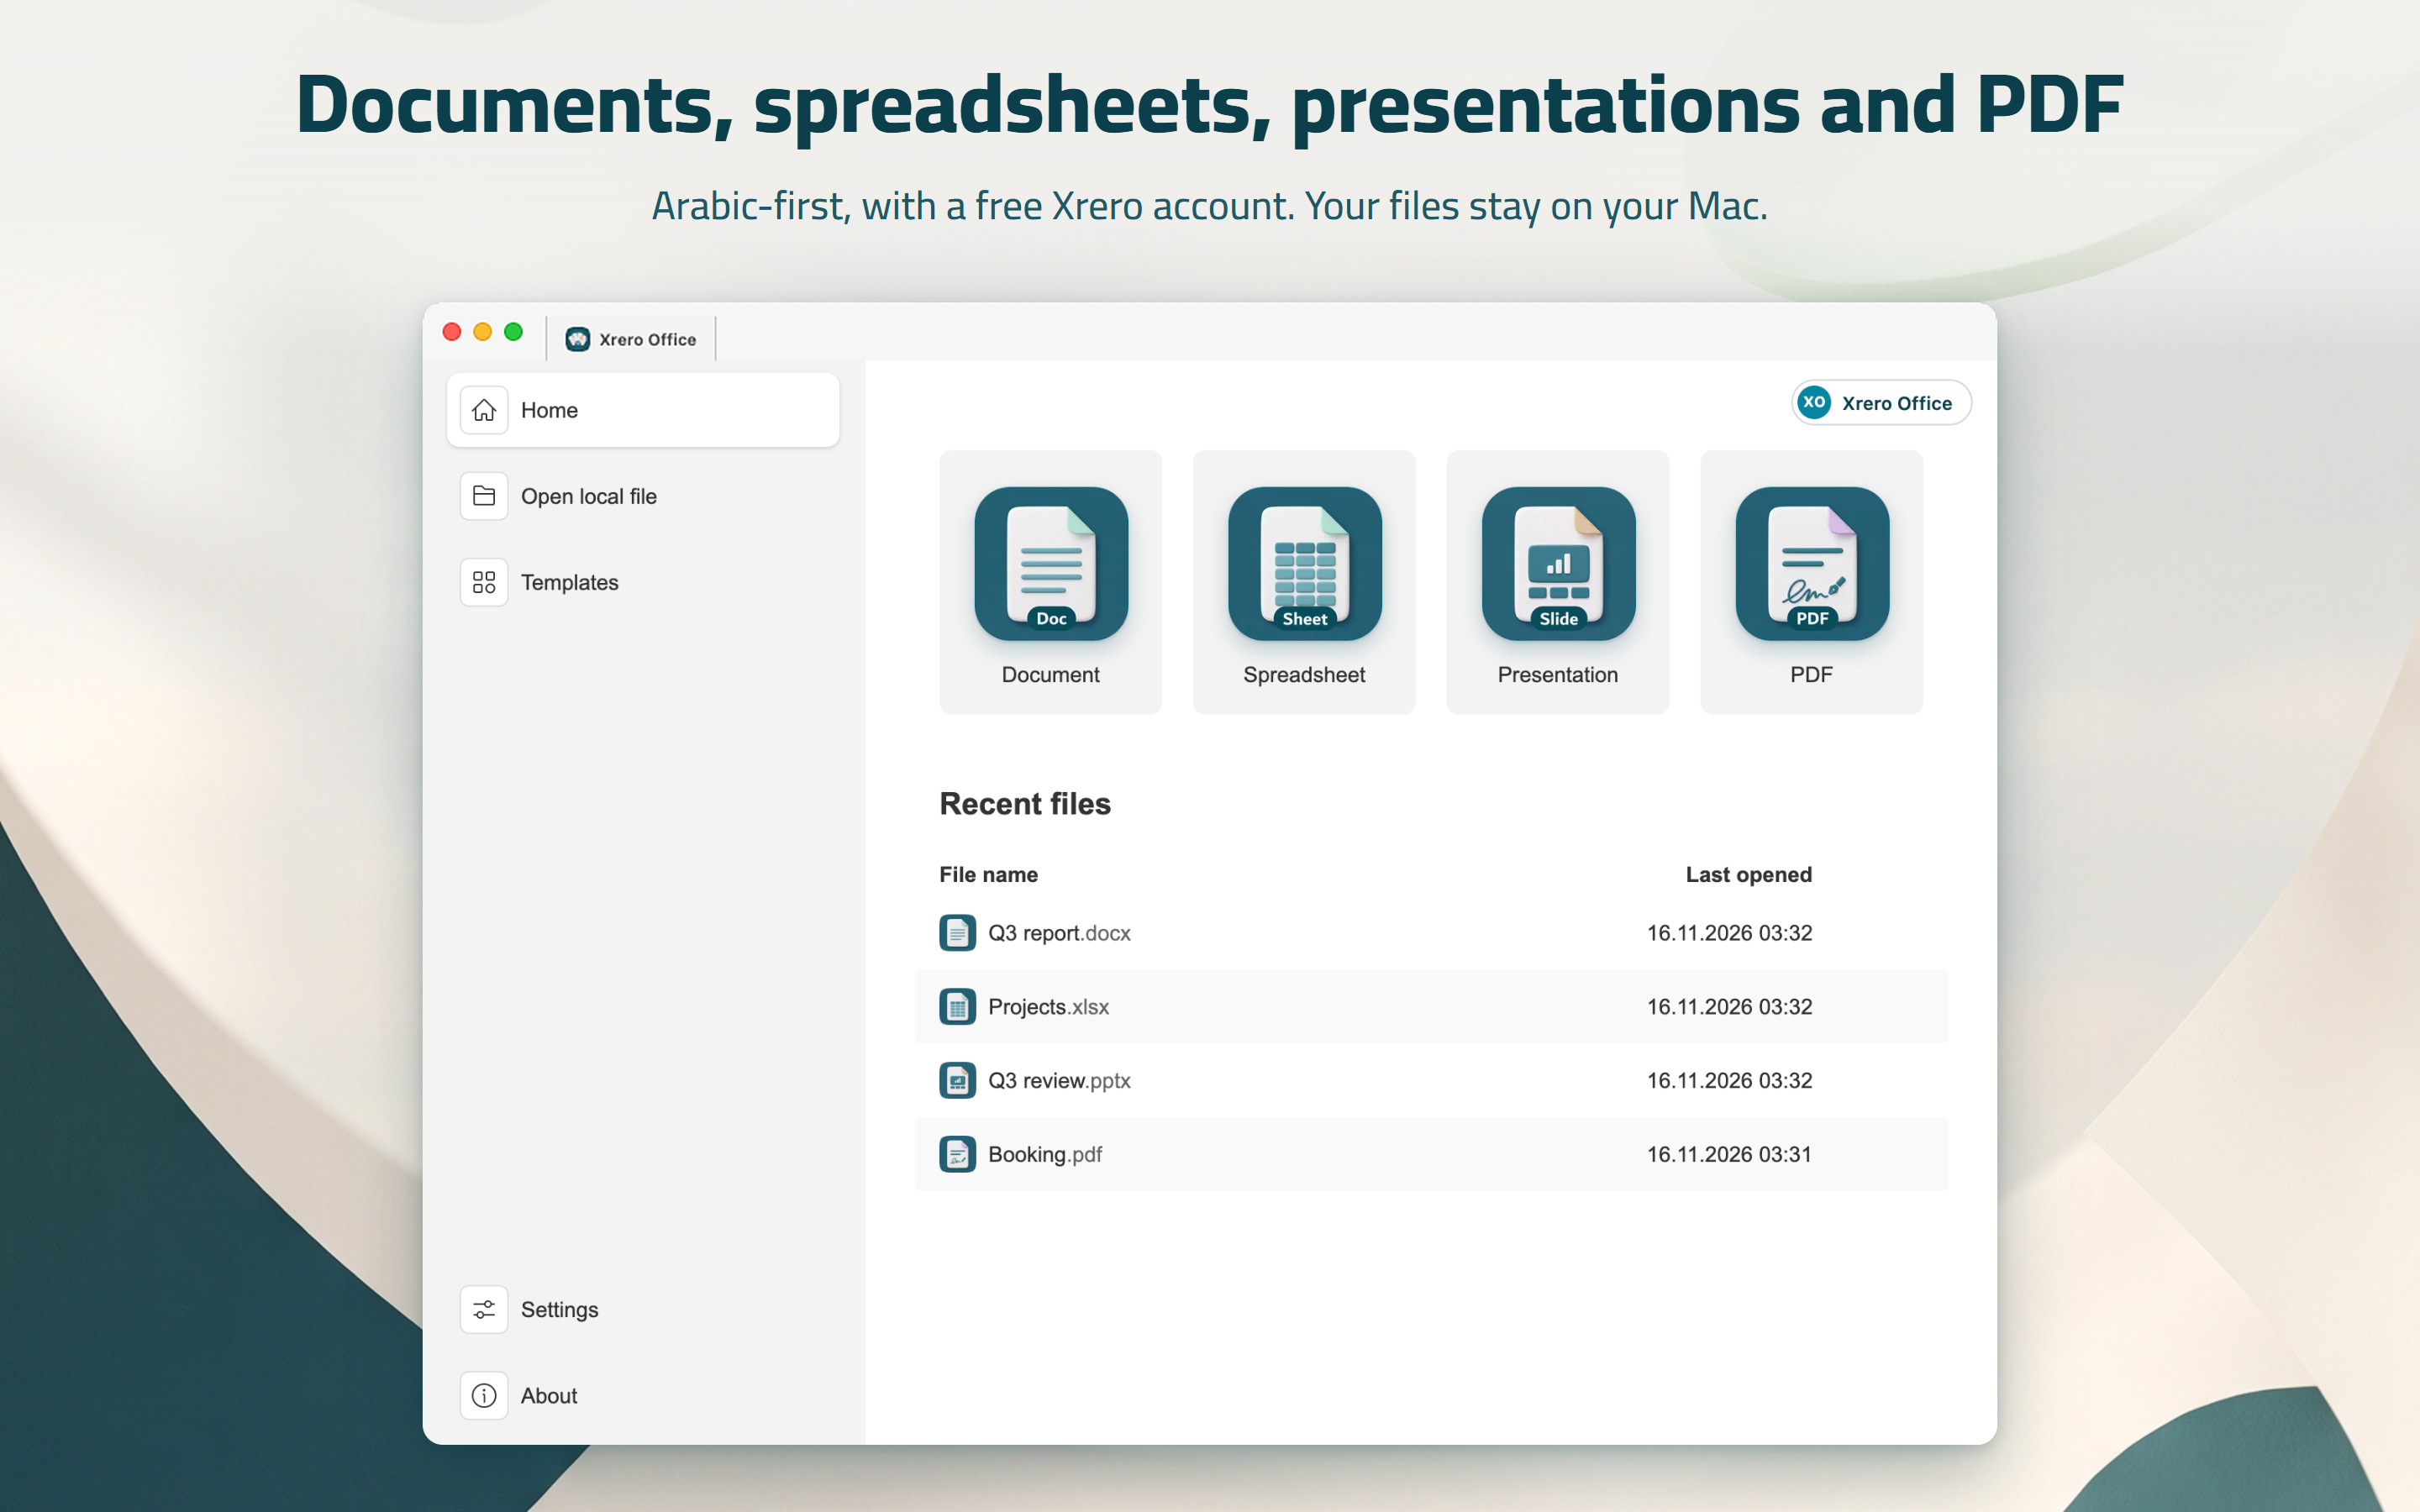 Documents, spreadsheets, presentations and PDF
Arabic-first, with a free Xrero account. Your files stay on your Mac.
Xrero Office
Home
Open local file
Templates
Settings
About
XO Xrero Office
Doc
Sheet
Slide
PDF
Document
Spreadsheet
Presentation
PDF
Recent files
File name Last opened
Q3 report.docx 16.11.2026 03:32
Projects.xlsx 16.11.2026 03:32
Q3 review.pptx 16.11.2026 03:32
Booking.pdf 16.11.2026 03:31